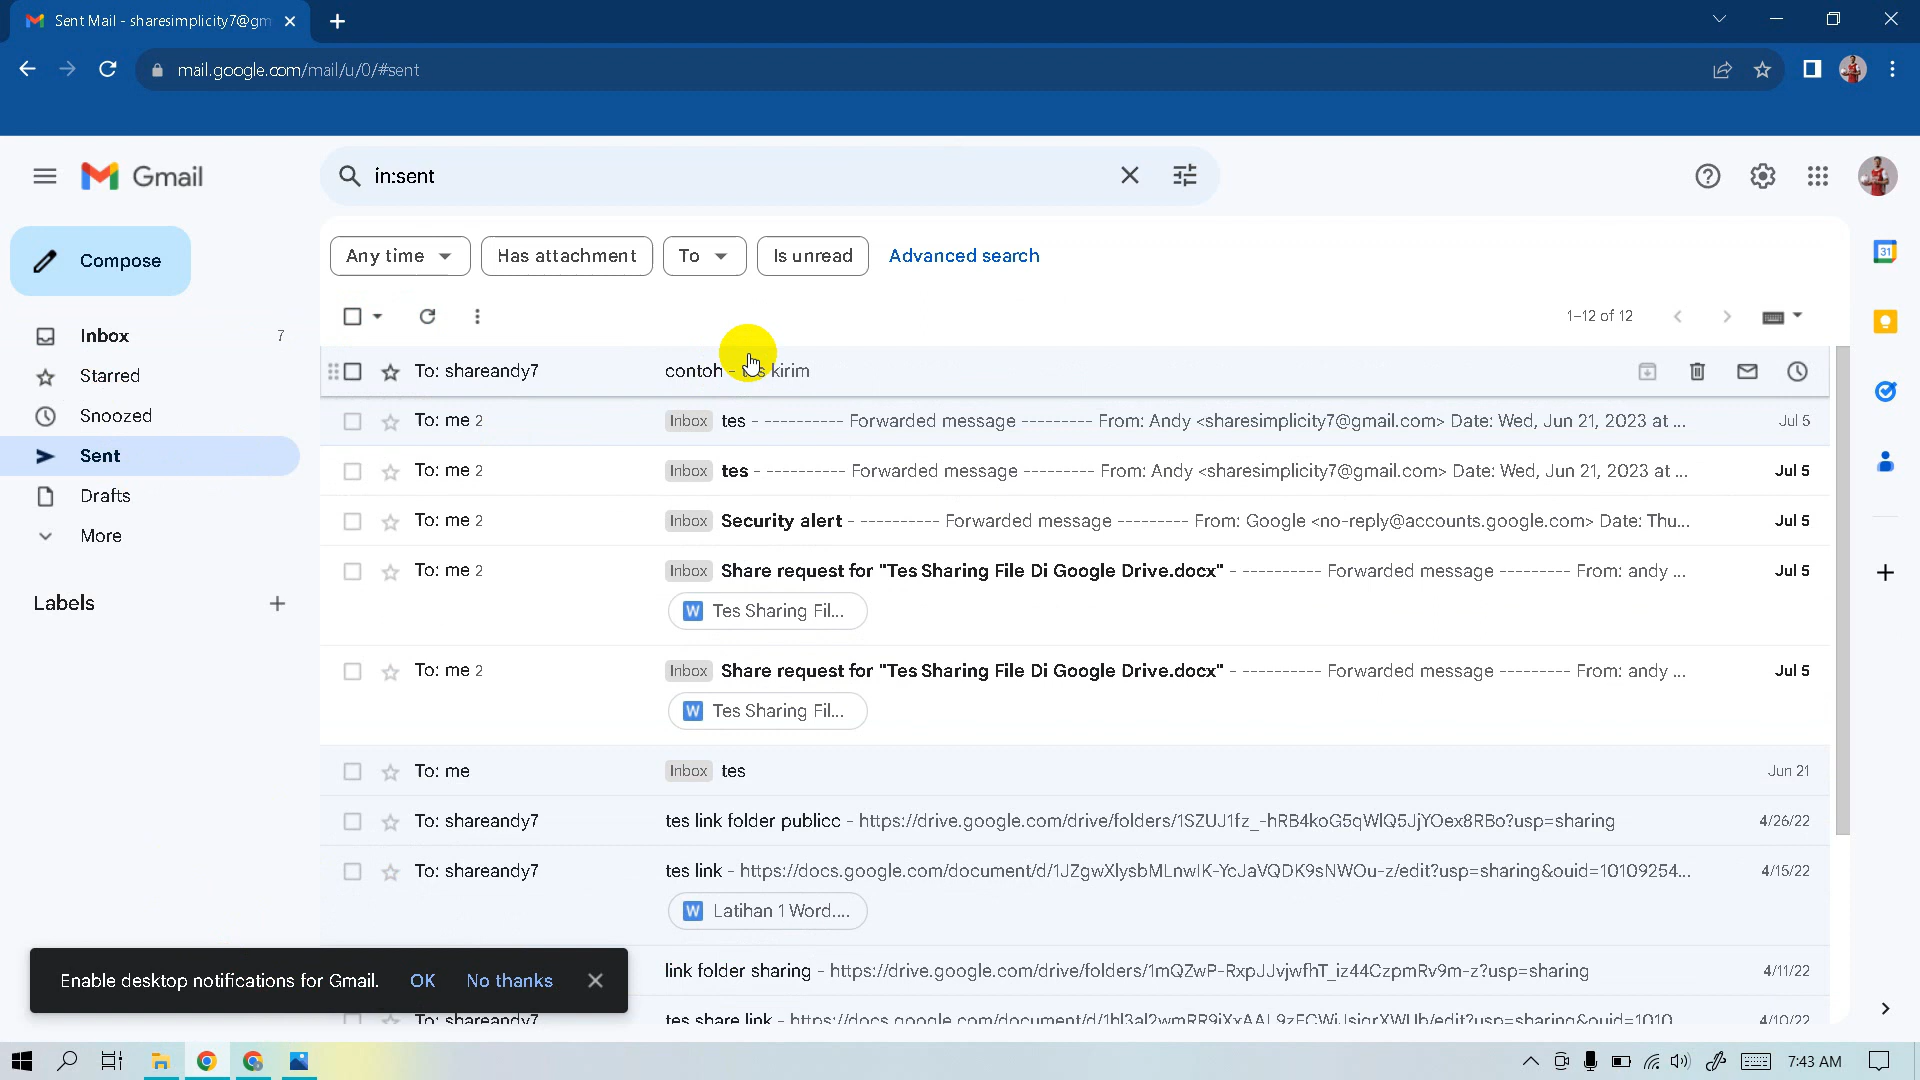 Sent Mail - sharesimplicity7@gm
mail.google.com/mail/u/0/#sent
Gmail
in:sent
Compose
Any time
Has attachment
To
Is unread
Advanced search
31
1–12 of 12
Inbox 7
Starred
Snoozed
Sent
Drafts
More
Labels
To: shareandy7 contoh - tes kirim
To: me 2 Inbox tes - ---------- Forwarded message --------- From: Andy <sharesimplicity7@gmail.com> Date: Wed, Jun 21, 2023 at ... Jul 5
To: me 2 Inbox tes - ---------- Forwarded message --------- From: Andy <sharesimplicity7@gmail.com> Date: Wed, Jun 21, 2023 at ... Jul 5
To: me 2 Inbox Security alert - ---------- Forwarded message --------- From: Google <no-reply@accounts.google.com> Date: Thu... Jul 5
To: me 2 Inbox Share request for "Tes Sharing File Di Google Drive.docx" - ---------- Forwarded message --------- From: andy ... Jul 5
W Tes Sharing Fil...
To: me 2 Inbox Share request for "Tes Sharing File Di Google Drive.docx" - ---------- Forwarded message --------- From: andy ... Jul 5
W Tes Sharing Fil...
To: me Inbox tes Jun 21
To: shareandy7 tes link folder publicc - https://drive.google.com/drive/folders/1SZUJ1fz_-hRB4koG5qWlQ5JjYOex8RBo?usp=sharing 4/26/22
To: shareandy7 tes link - https://docs.google.com/document/d/1JZgwXlysbMLnwIK-YcJaVQDK9sNWOu-z/edit?usp=sharing&ouid=10109254... 4/15/22
W Latihan 1 Word....
link folder sharing - https://drive.google.com/drive/folders/1mQZwP-RxpJJvjwfhT_iz44CzpmRv9m-z?usp=sharing 4/11/22
To: shareandy7 tes share link 4/10/22
Enable desktop notifications for Gmail. OK No thanks
7:43 AM